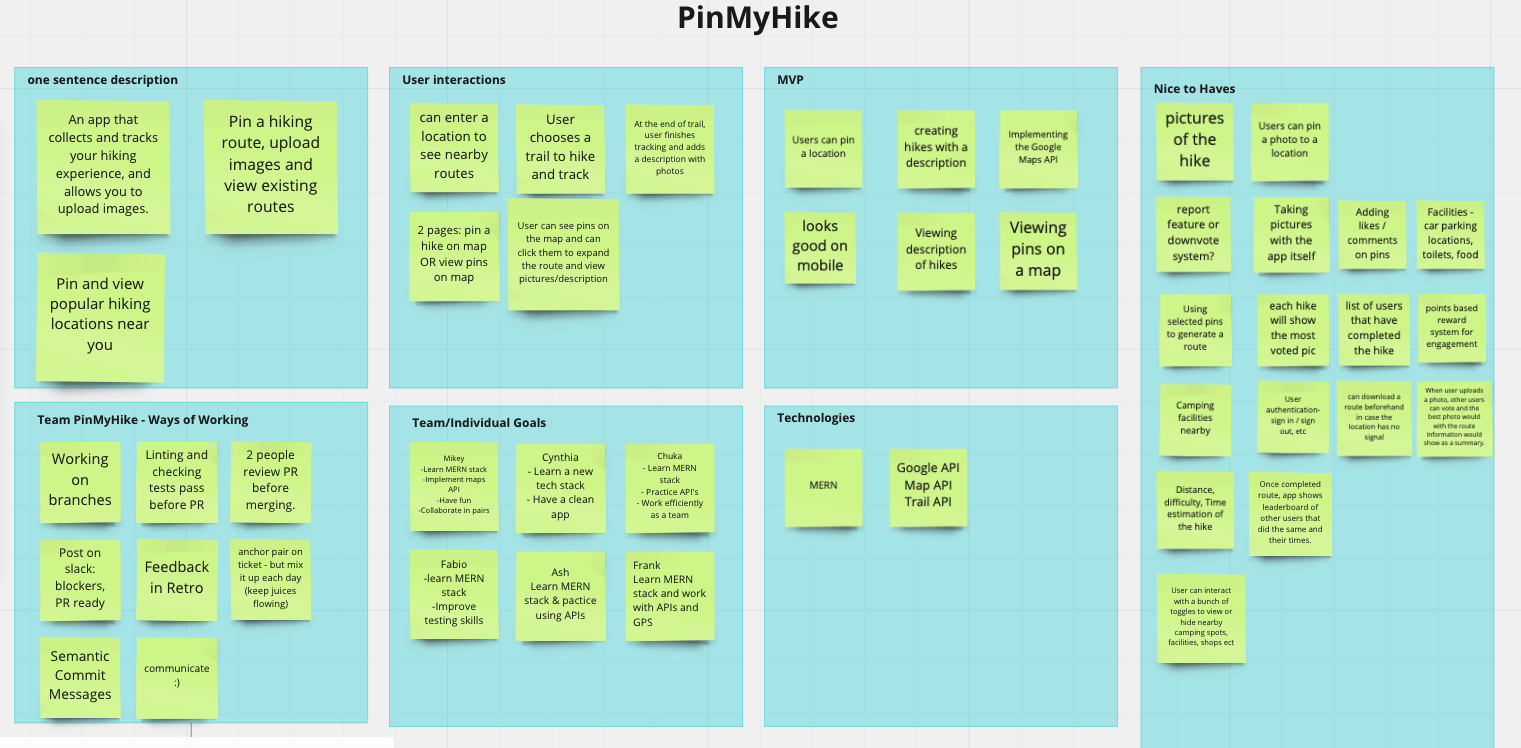 PinMyHike
one sentence description
An app that
collects and tracks
your hiking
experience, and
allows you to
upload images.
Pin a hiking
route, upload
images and
view existing
routes
Pin and view
popular hiking
locations near
you
User interactions
can enter a
location to
see nearby
routes
User
chooses a
trail to hike
and track
At the end of trail,
user finishes
tracking and adds
a description with
photos
2 pages: pin a
hike on map
OR view pins
on map
User can see pins on
the map and can
click them to expand
the route and view
pictures/description
MVP
Users can pin
a location
creating
hikes with a
description
Implementing
the Google
Maps API
looks
good on
mobile
Viewing
description
of hikes
Viewing
pins on
a map
Nice to Haves
pictures
of the
hike
Users can pin
a photo to a
location
report
feature or
downvote
system?
Taking
pictures
with the
app itself
Adding
likes /
comments
on pins
Facilities -
car parking
locations,
toilets, food
Using
selected pins
to generate a
route
each hike
will show
the most
voted pic
list of users
that have
completed
the hike
points based
reward
system for
engagement
Camping
facilities
nearby
User
authentication-
sign in / sign
out, etc
can download a
route beforehand
in case the
location has no
signal
When user uploads
a photo, other users
can vote and the
best photo would
with the route
information would
show as a summary.
Distance,
difficulty, Time
estimation of
the hike
Once completed
route, app shows
leaderboard of
other users that
did the same and
their times.
User can interact
with a bunch of
toggles to view or
hide nearby
camping spots,
facilities, shops ect
Team PinMyHike - Ways of Working
Working
on
branches
Linting and
checking
tests pass
before PR
2 people
review PR
before
merging.
Post on
slack:
blockers,
PR ready
Feedback
in Retro
anchor pair on
ticket - but mix
it up each day
(keep juices
flowing)
Semantic
Commit
Messages
communicate
:)
Team/Individual Goals
Mikey
-Learn MERN stack
-Implement maps
API
-Have fun
-Collaborate in pairs
Cynthia
- Learn a new
tech stack
- Have a clean
app
Chuka
- Learn MERN
stack
- Practice API's
- Work efficiently
as a team
Fabio
-learn MERN
stack
-Improve
testing skills
Ash
Learn MERN
stack & pactice
using APIs
Frank
Learn MERN
stack and work
with APIs and
GPS
Technologies
MERN
Google API
Map API
Trail API